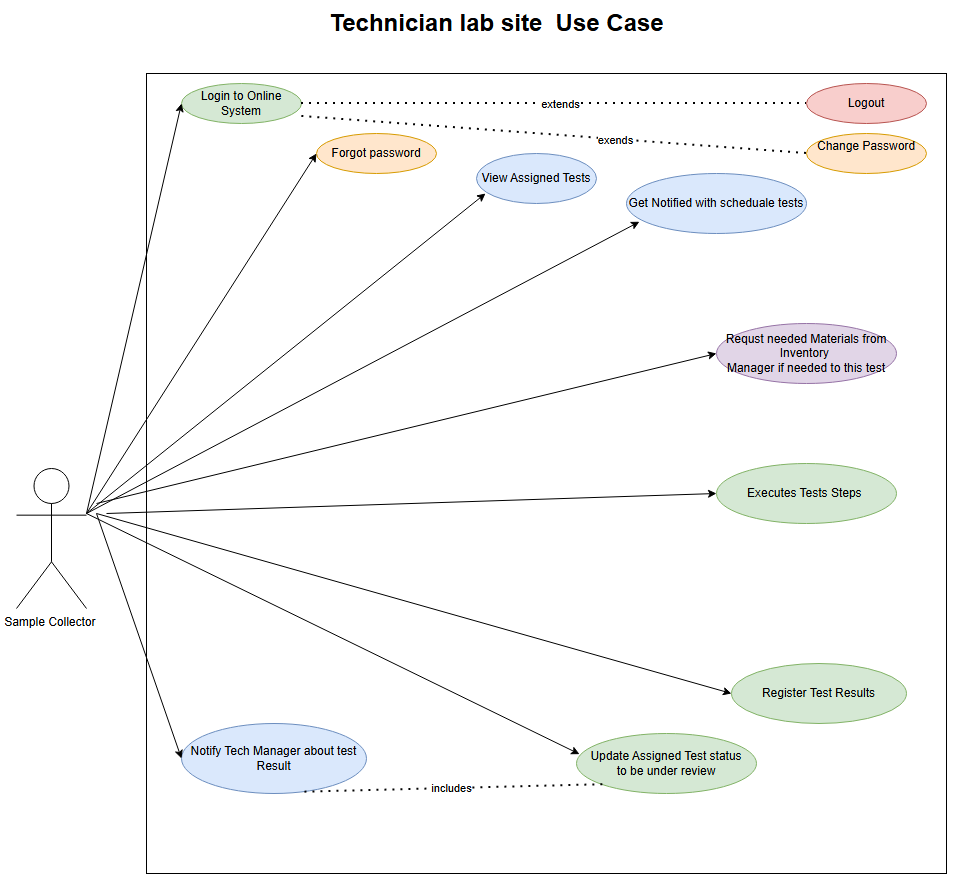 Technician lab site  Use Case
Login to Online
System
extends
Logout
'exends
Change Password
Forgot password
View Assigned Tests
Get Notified with scheduale tests
Requst needed Materials from
Inventory
Manager if needed to this test
Executes Tests Steps
Sample Collector
Register Test Results
Notify Tech Manager about test
Result
Update Assigned Test status
to be under review
includes